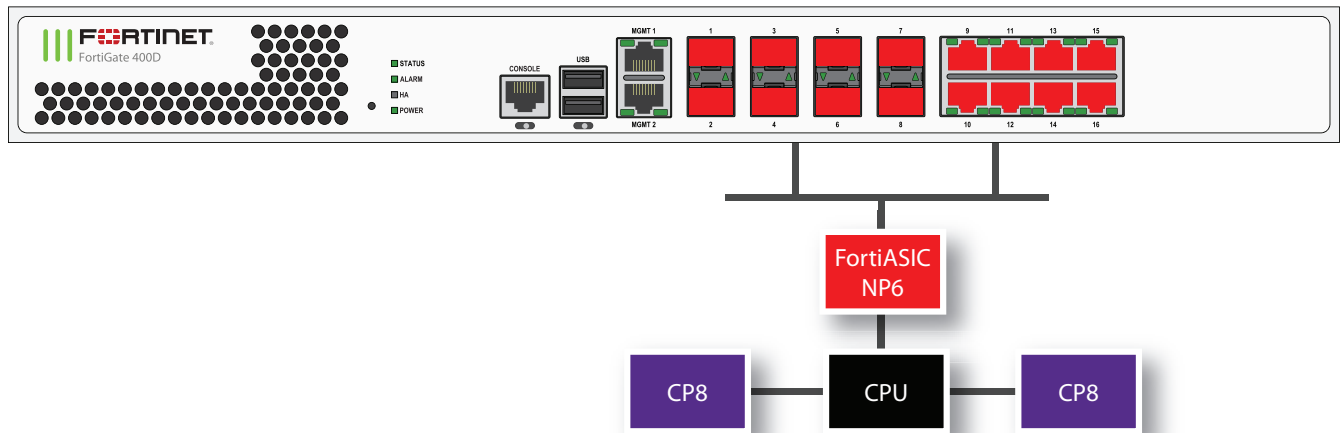 FORTINET
FortiGate 400D
STATUS
ALARM
HA
POWER
CONSOLE
USB
MGMT 1
MGMT 2
1 3 5 7
2 4 6 8
9 11 13 15
10 12 14 16
FortiASIC
NP6
CP8
CPU
CP8